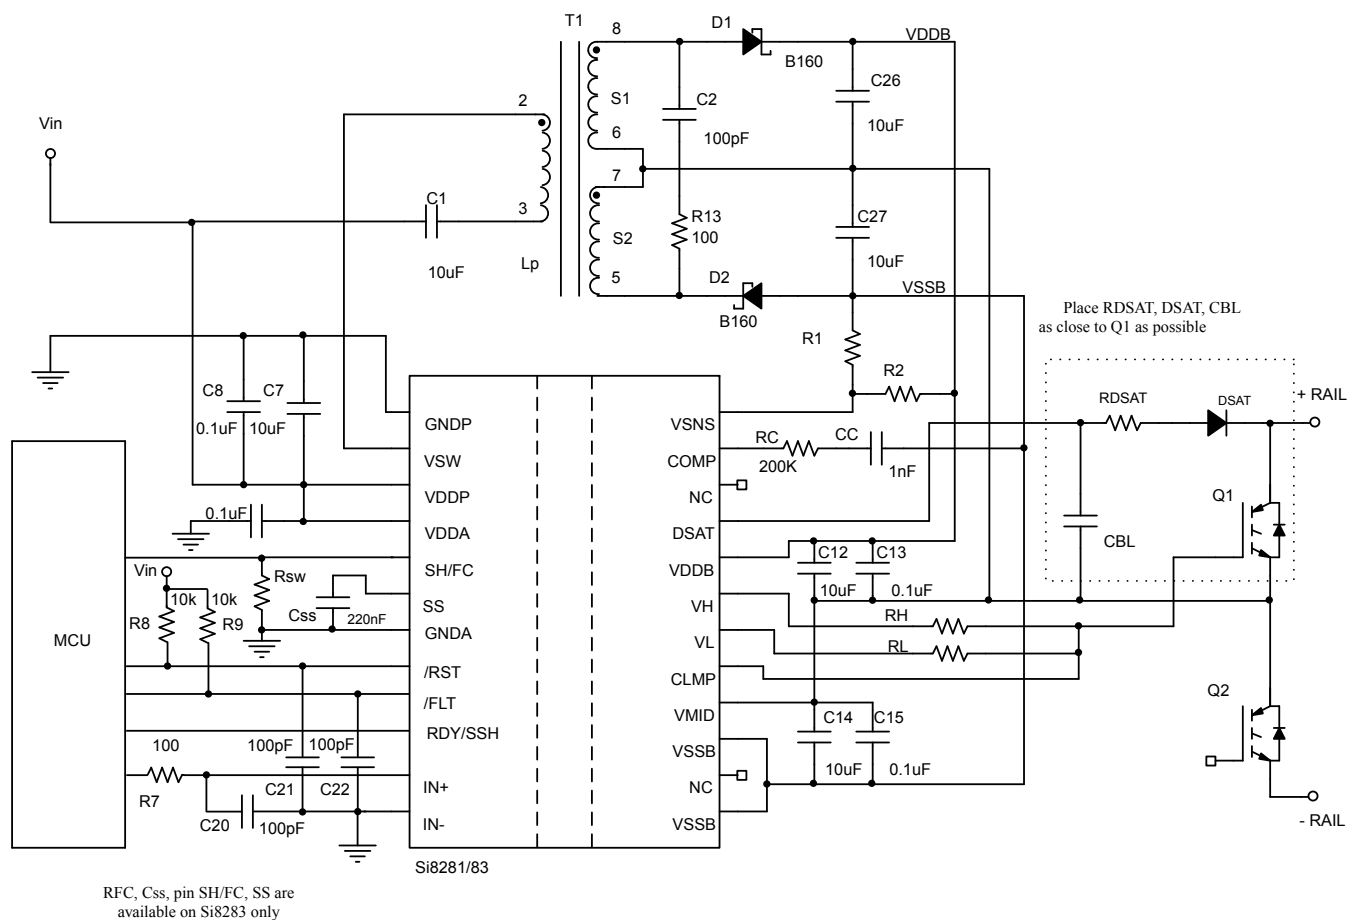 T1
8
D1
VDDB
B160
C26
S1
C2
10uF
2
6
100pF
Vin
7
C1
3
R13
100
C27
S2
10uF
Lp
5
D2
10uF
VSSB
B160
Place RDSAT, DSAT, CBL
as close to Q1 as possible
R1
R2
C8
C7
0.1uF
10uF
GNDP
VSNS
RDSAT
DSAT
+ RAIL
RC
CC
VSW
COMP
200K
1nF
VDDP
NC
Q1
0.1uF
VDDA
DSAT
CBL
C12
C13
Vin
Rsw
SH/FC
VDDB
10uF
0.1uF
10k
10k
SS
VH
Css
220nF
RH
R8
R9
GNDA
VL
MCU
RL
/RST
CLMP
Q2
/FLT
VMID
C14
C15
RDY/SSH
VSSB
100
100pF
100pF
10uF
0.1uF
IN+
NC
R7
C21
C22
C20
100pF
IN-
VSSB
- RAIL
Si8281/83
RFC, Css, pin SH/FC, SS are
available on Si8283 only